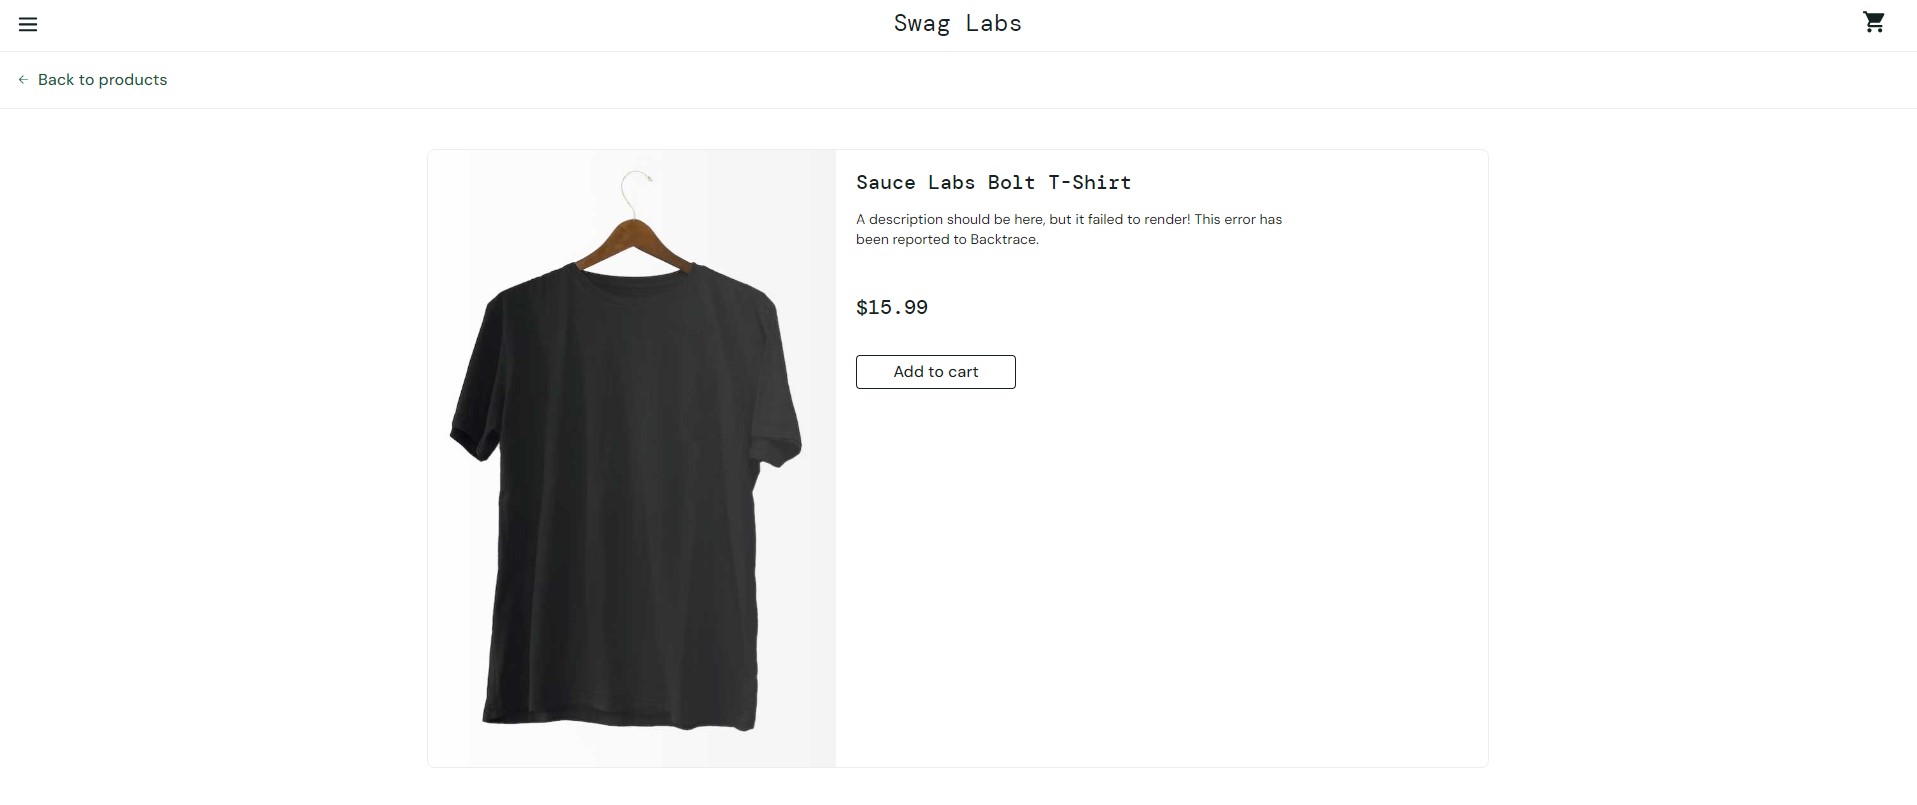 Swag Labs
← Back to products
Sauce Labs Bolt T-Shirt
A description should be here, but it failed to render! This error has
been reported to Backtrace.
$15.99
Add to cart